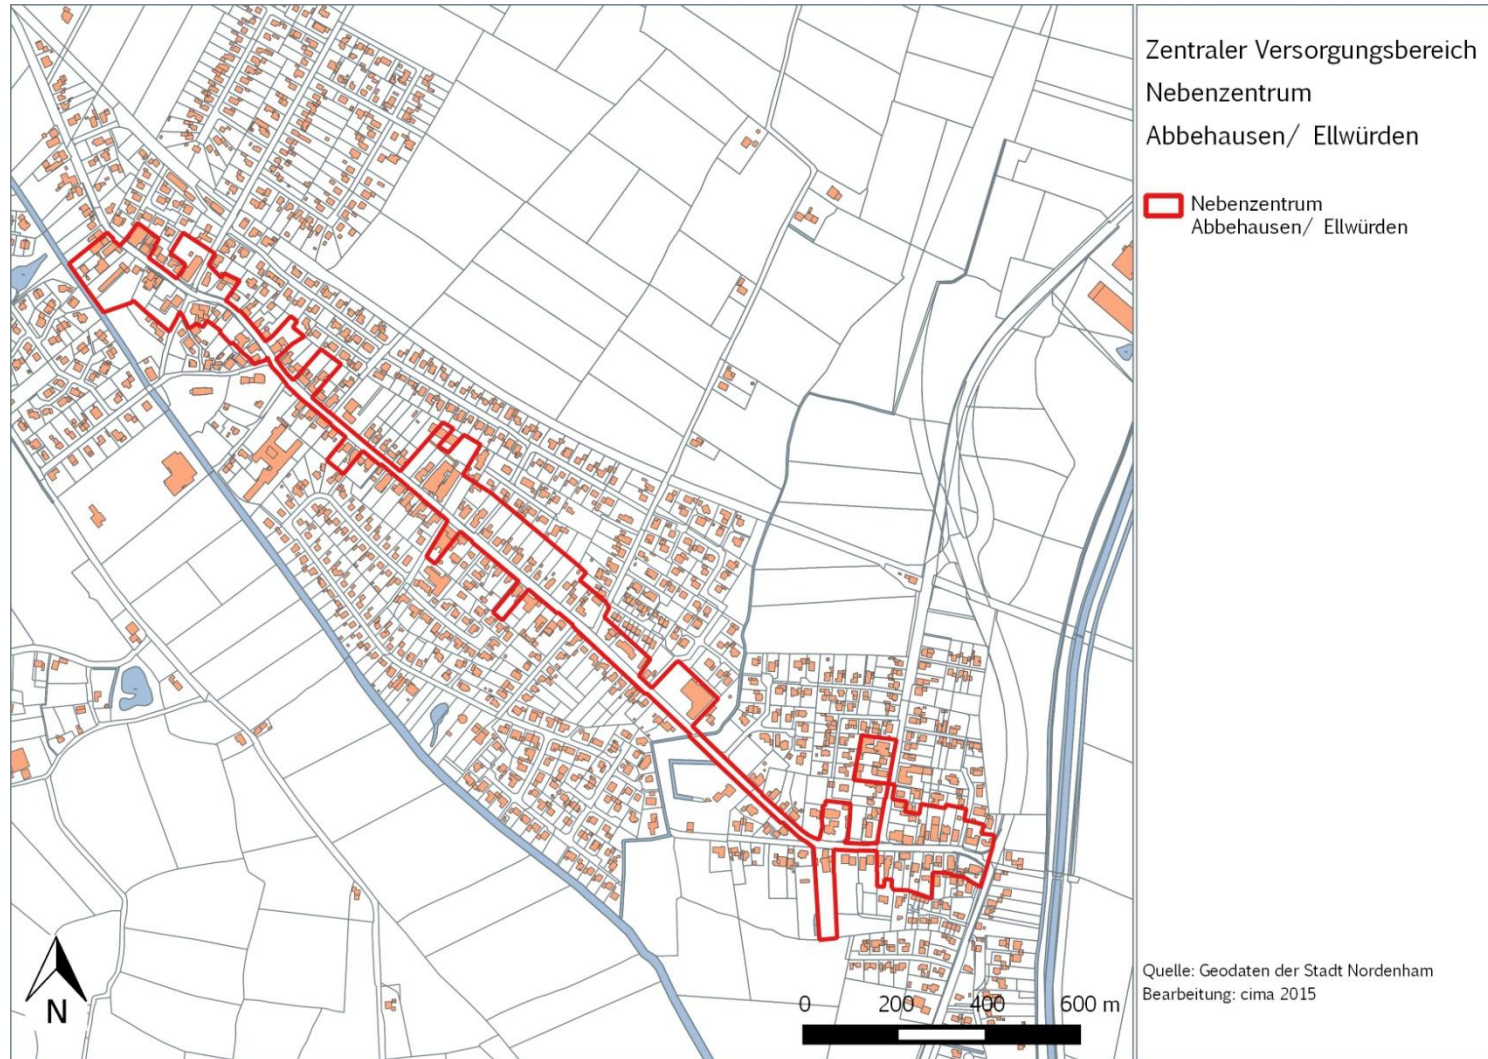 Zentraler Versorgungsbereich
Nebenzentrum
Abbehausen/ Ellwürden
Nebenzentrum
Abbehausen/ Ellwürden
Quelle: Geodaten der Stadt Nordenham
Bearbeitung: cima 2015
N
0 200 400 600 m